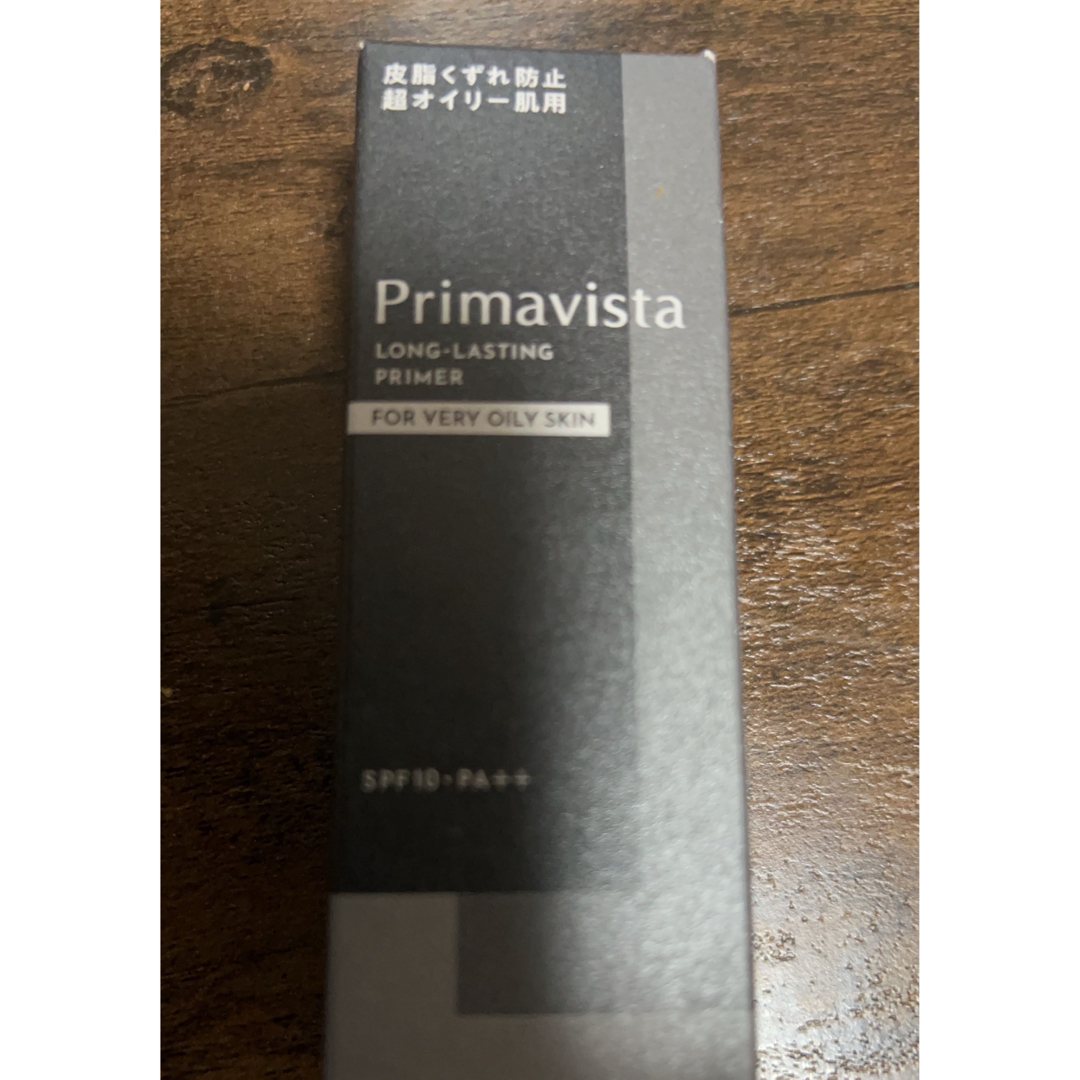 皮脂くずれ防止
超オイリー肌用
Primavista
LONG-LASTING
PRIMER
FOR VERY OILY SKIN
SPF10・PA++